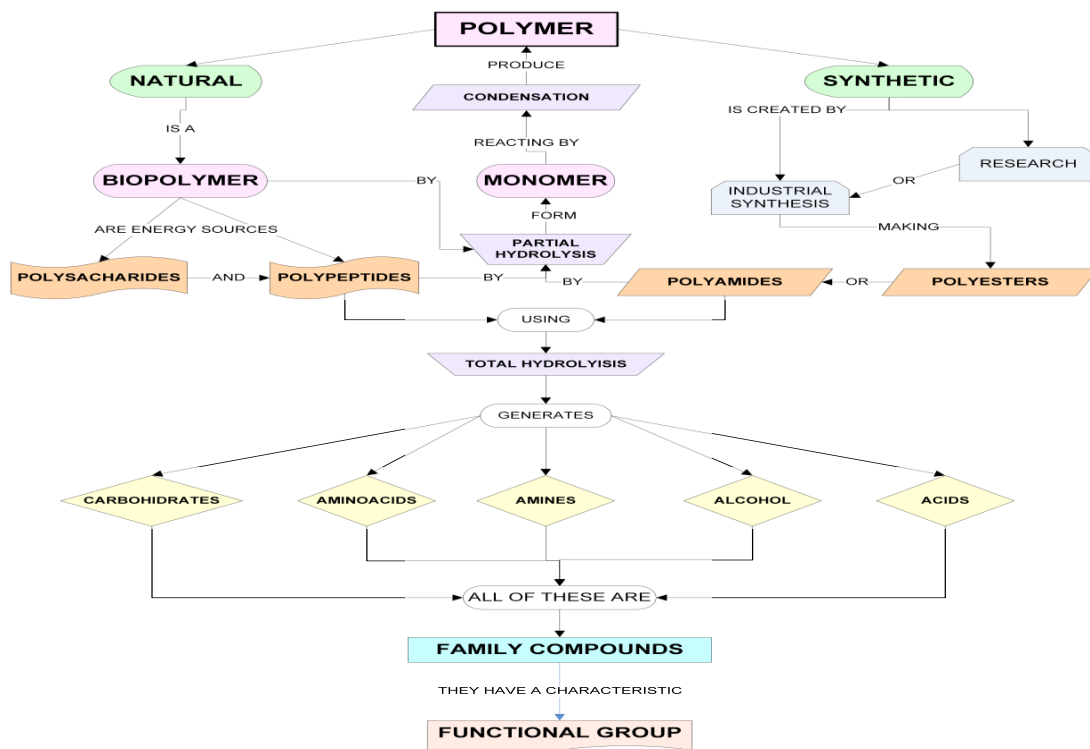 POLYMER
PRODUCE
NATURAL
SYNTHETIC
CONDENSATION
IS CREATED BY
IS A
REACTING BY
RESEARCH
BIOPOLYMER
BY
MONOMER
OR
INDUSTRIAL
SYNTHESIS
FORM
ARE ENERGY SOURCES
MAKING
PARTIAL
HYDROLYSIS
POLYSACHARIDES
AND
POLYPEPTIDES
BY
BY
POLYAMIDES
OR
POLYESTERS
USING
TOTAL HYDROLYISIS
GENERATES
CARBOHIDRATES
AMINOACIDS
AMINES
ALCOHOL
ACIDS
ALL OF THESE ARE
FAMILY COMPOUNDS
THEY HAVE A CHARACTERISTIC
FUNCTIONAL GROUP